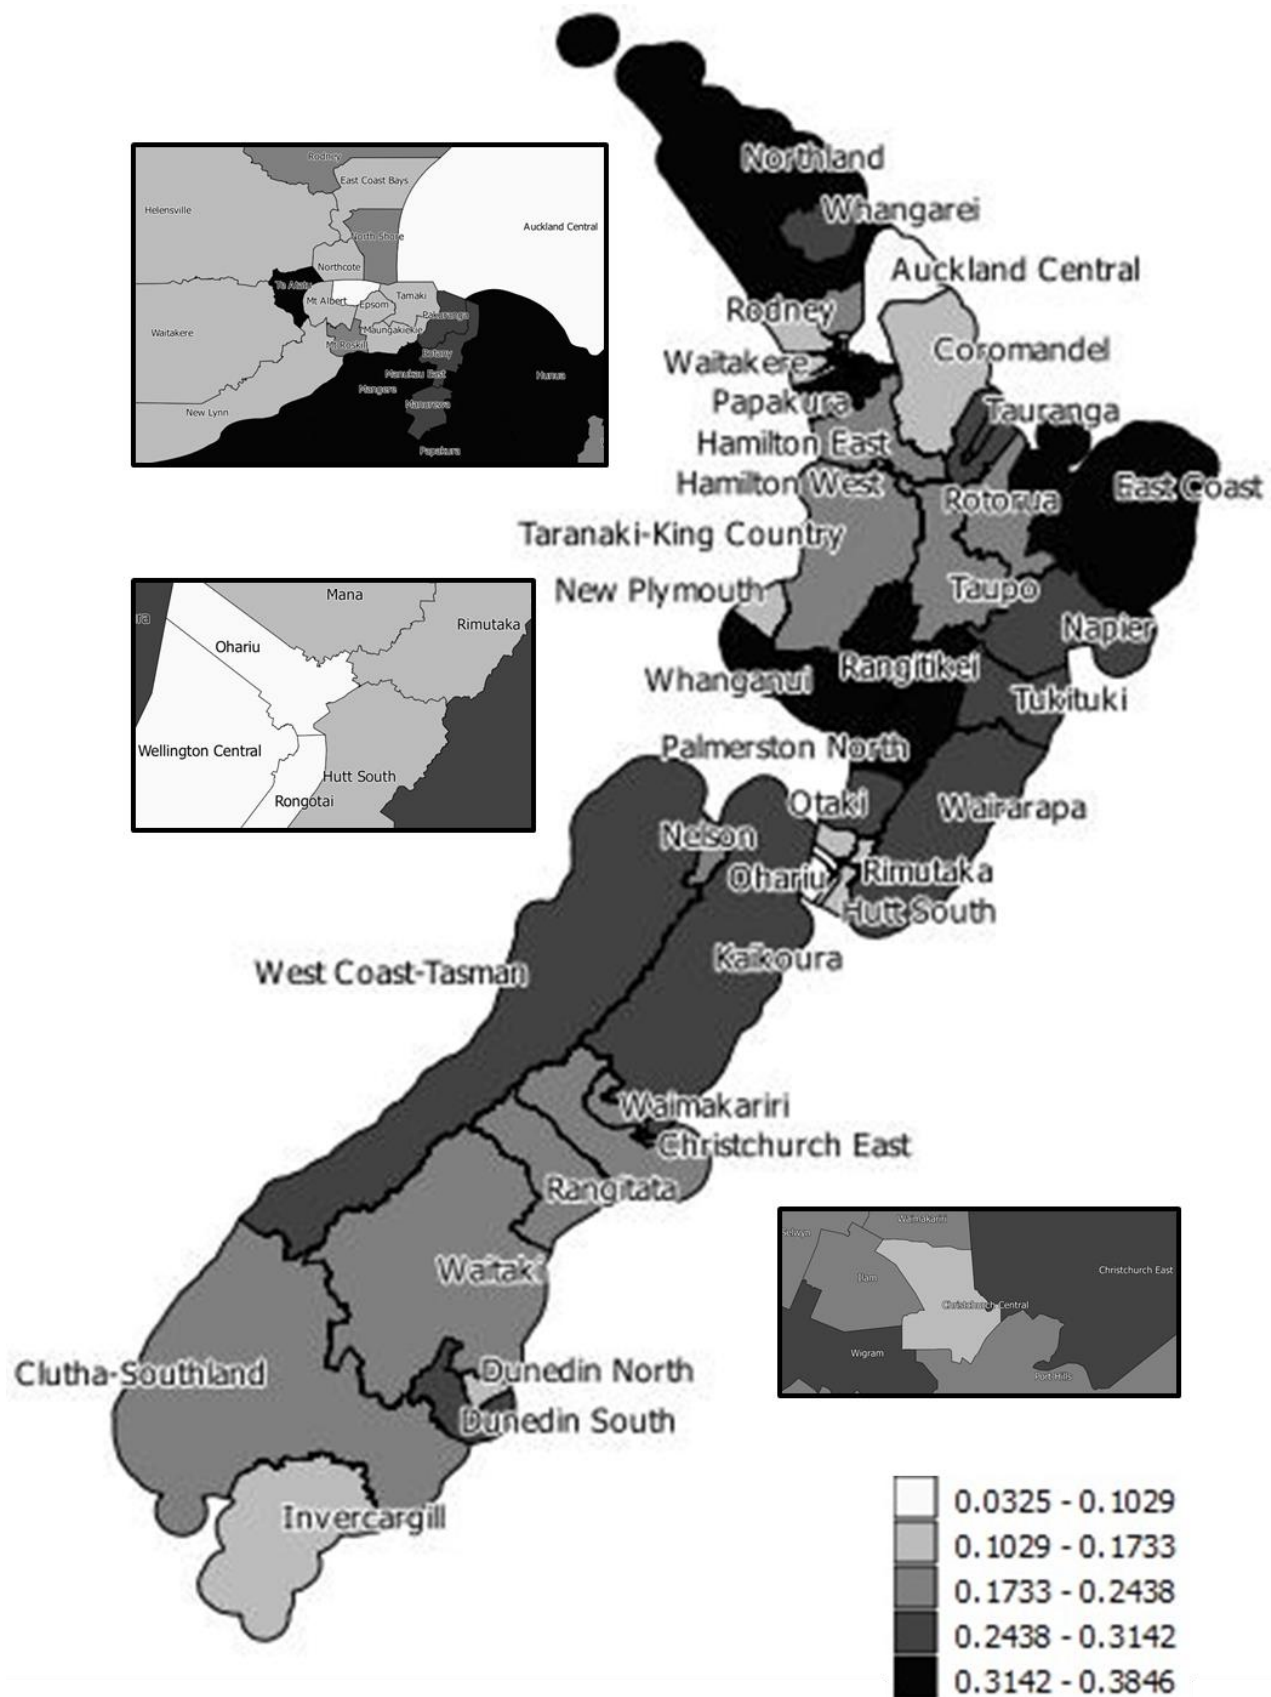 Northland
Whangarei
Auckland Central
Rodney
Coromandel
Waitakere
Papakura
Tauranga
Hamilton East
Hamilton West
Rotorua
East Coast
Taranaki-King Country
New Plymouth
Taupo
Napier
Rangitikei
Whanganui
Tukituki
Palmerston North
Otaki
Wairarapa
Nelson
Ohariu
Rimutaka
Hutt South
Kaikoura
West Coast-Tasman
Waimakariri
Christchurch East
Rangitata
Waitaki
Clutha-Southland
Dunedin North
Dunedin South
Invercargill
Rodney
East Coast Bays
Helensville
Auckland Central
North Shore
Northcote
Te Atatu
Mt Albert
Epsom
Tamaki
Pakuranga
Waitakere
Maungakiekie
Mt Roskill
Botany
Manukau East
Mangere
Hunua
Manurewa
New Lynn
Papakura
Mana
ra
Rimutaka
Ohariu
Wellington Central
Hutt South
Rongotai
Waimakariri
Selwyn
Ilam
Christchurch East
Christchurch Central
Wigram
Port Hills
0.0325 - 0.1029
0.1029 - 0.1733
0.1733 - 0.2438
0.2438 - 0.3142
0.3142 - 0.3846